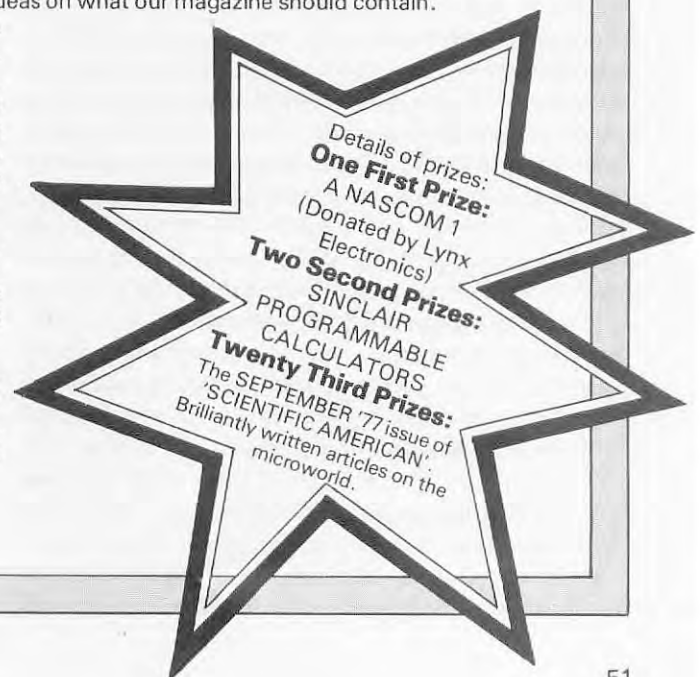 ideas on what our magazine should contain.
Details of prizes:
One First Prize:
A NASCOM 1
(Donated by Lynx
Electronics)
Two Second Prizes:
SINCLAIR
PROGRAMMABLE
CALCULATORS
Twenty Third Prizes:
The SEPTEMBER '77 issue of
'SCIENTIFIC AMERICAN'.
Brilliantly written articles on the
microworld.
51